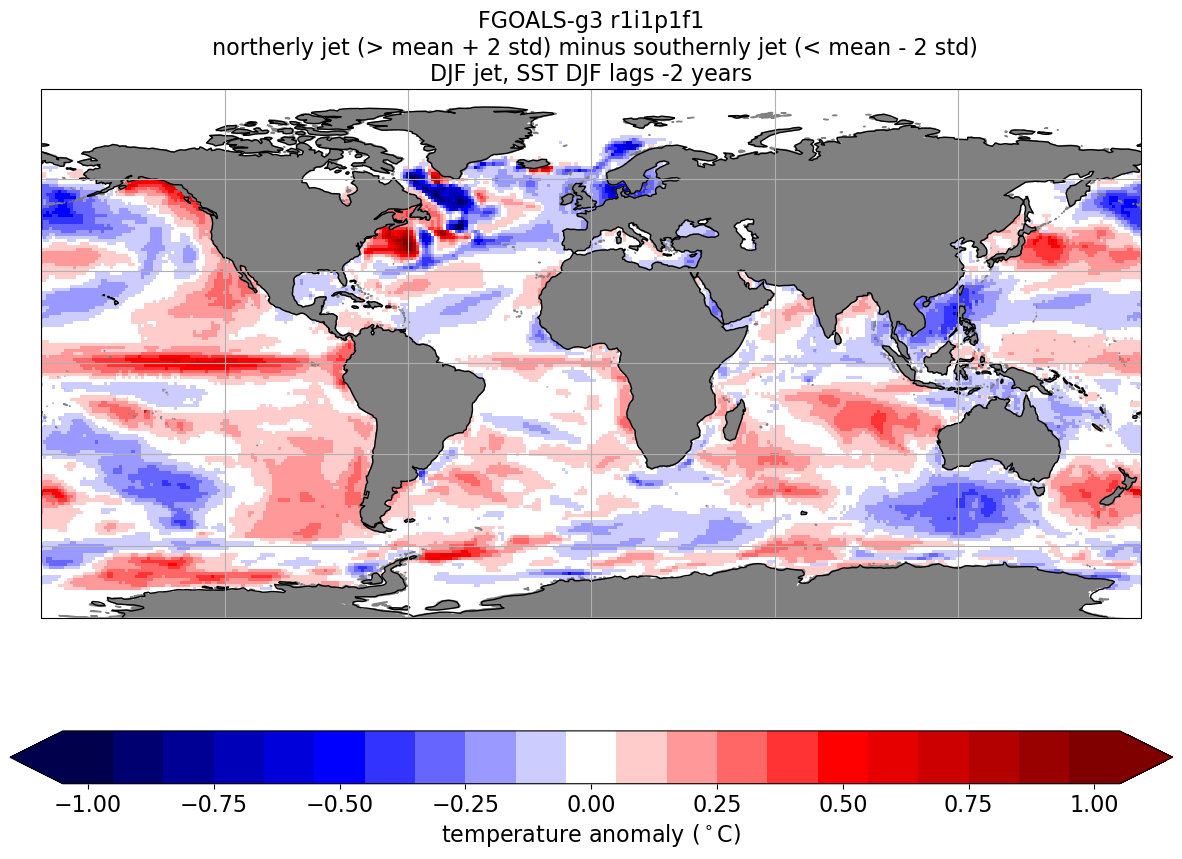 FGOALS-g3 r1i1p1f1
northerly jet (> mean + 2 std) minus southernly jet (< mean - 2 std)
DJF jet, SST DJF lags -2 years
−1.00 −0.75 −0.50 −0.25 0.00 0.25 0.50 0.75 1.00
temperature anomaly (°C)